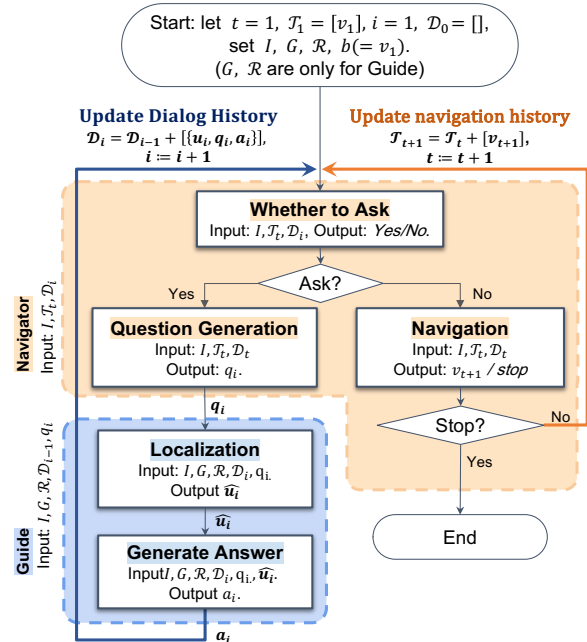 Start: let 𝑡 = 1, 𝒯₁ = [𝑣₁], 𝑖 = 1, 𝒟₀= [],
set 𝐼, 𝐺, ℛ, 𝑏(= 𝑣₁).
(𝐺, ℛ are only for Guide)
Update Dialog History
𝓓ᵢ = 𝓓ᵢ₋₁ + [{𝒖ᵢ, 𝒒ᵢ, 𝒂ᵢ}],
𝒊 ≔ 𝒊 + 1
Update navigation history
𝓣ₜ₊₁ = 𝓣ₜ + [𝒗ₜ₊₁],
𝒕 ≔ 𝒕 + 1
Whether to Ask
Input: 𝐼, 𝒯ₜ, 𝒟ᵢ, Output: Yes/No.
Ask?
Yes
No
Navigator
Input: 𝐼, 𝒯ₜ, 𝒟ᵢ
Question Generation
Input: 𝐼, 𝒯ₜ, 𝒟ₜ
Output: 𝑞ᵢ.
Navigation
Input: 𝐼, 𝒯ₜ, 𝒟ₜ
Output: 𝑣ₜ₊₁ / stop
𝒒ᵢ
Stop?
No
Yes
End
Guide
Input: 𝐼, 𝐺, ℛ, 𝒟ᵢ₋₁, 𝑞ᵢ
Localization
Input: 𝐼, 𝐺, ℛ, 𝒟ᵢ, qᵢ.
Output 𝒖̂ᵢ
𝒖̂ᵢ
Generate Answer
Input𝐼, 𝐺, ℛ, 𝒟ᵢ, qᵢ, 𝒖̂ᵢ.
Output 𝑎ᵢ.
𝒂ᵢ